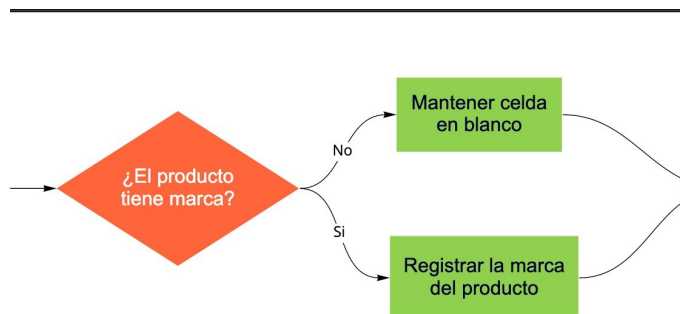 Mantener celda
en blanco
No
¿El producto
tiene marca?
Si
Registrar la marca
del producto